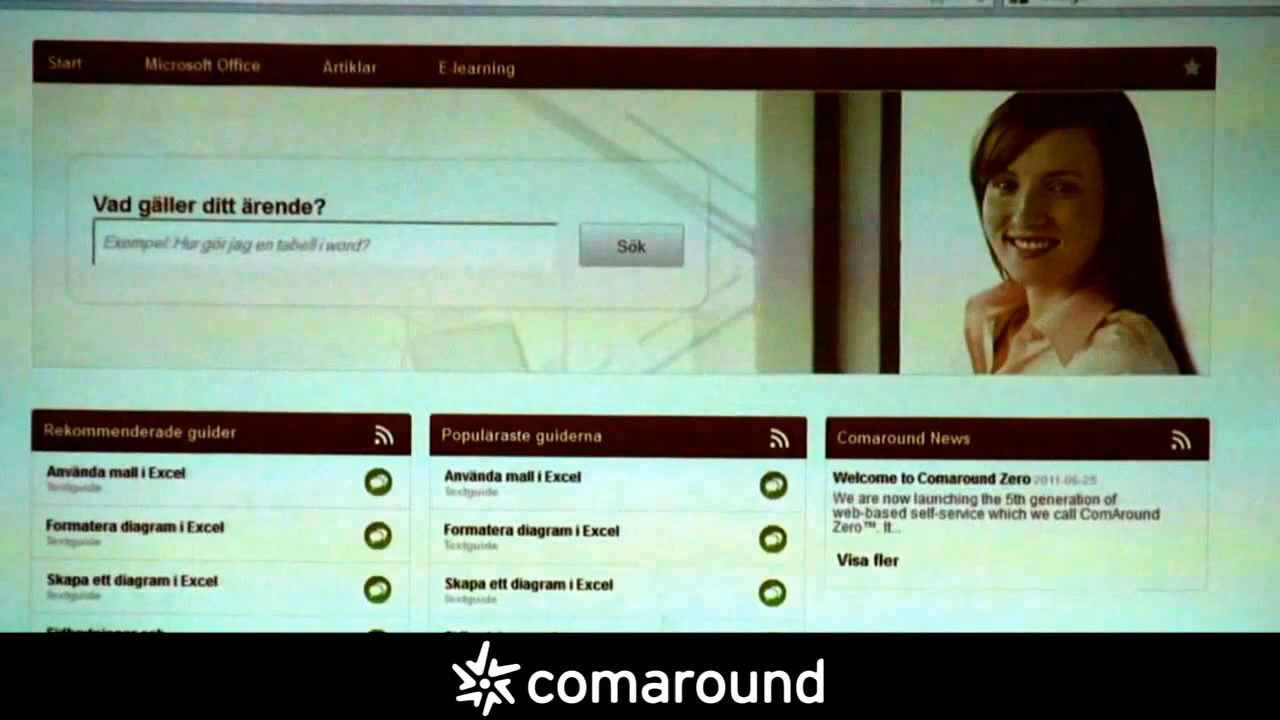 Start
Microsoft Office
Artiklar
E-learning
Vad gäller ditt ärende?
Exempel: Hur gör jag en tabell i word?
Sök
Rekommenderade guider
Använda mall i Excel
Textguide
Formatera diagram i Excel
Textguide
Skapa ett diagram i Excel
Textguide
Populäraste guiderna
Använda mall i Excel
Textguide
Formatera diagram i Excel
Textguide
Skapa ett diagram i Excel
Textguide
Comaround News
Welcome to Comaround Zero 2011-06-28
We are now launching the 5th generation of
web-based self-service which we call ComAround
Zero™. It...
Visa fler
comaround